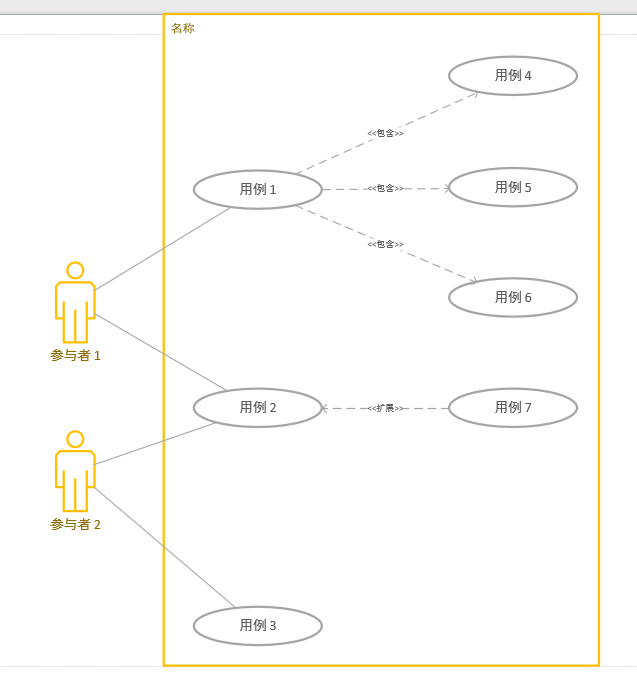 名称
用例 4
<<包含>>
用例 1
<<包含>>
用例 5
<<包含>>
用例 6
参与者 1
用例 2
<<扩展>>
用例 7
参与者 2
用例 3